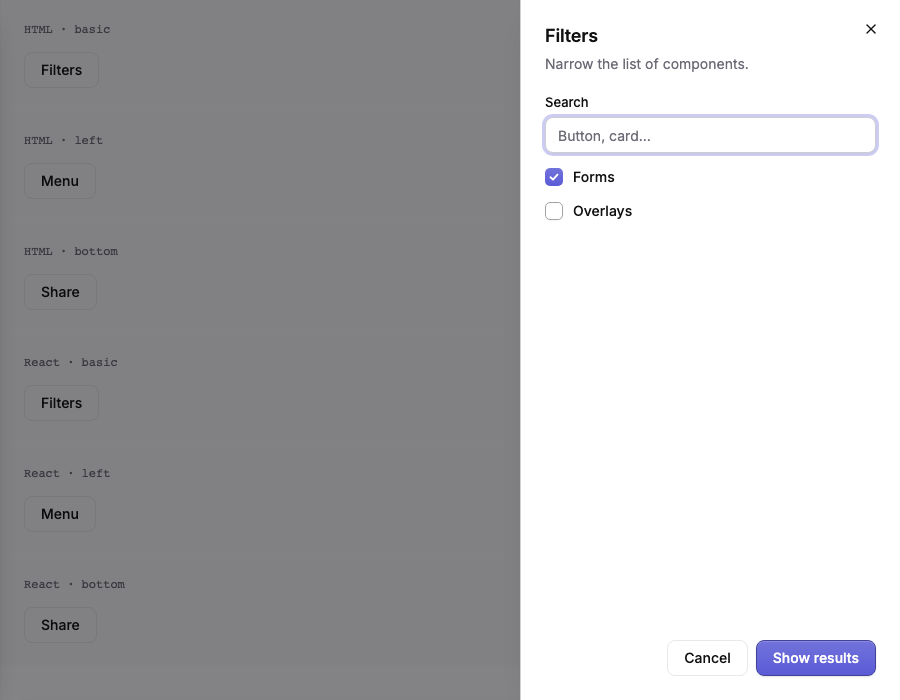 HTML · basic
Filters
HTML · left
Menu
HTML · bottom
Share
React · basic
Filters
React · left
Menu
React · bottom
Share
Filters
Narrow the list of components.
Search
Button, card...
Forms
Overlays
Cancel
Show results